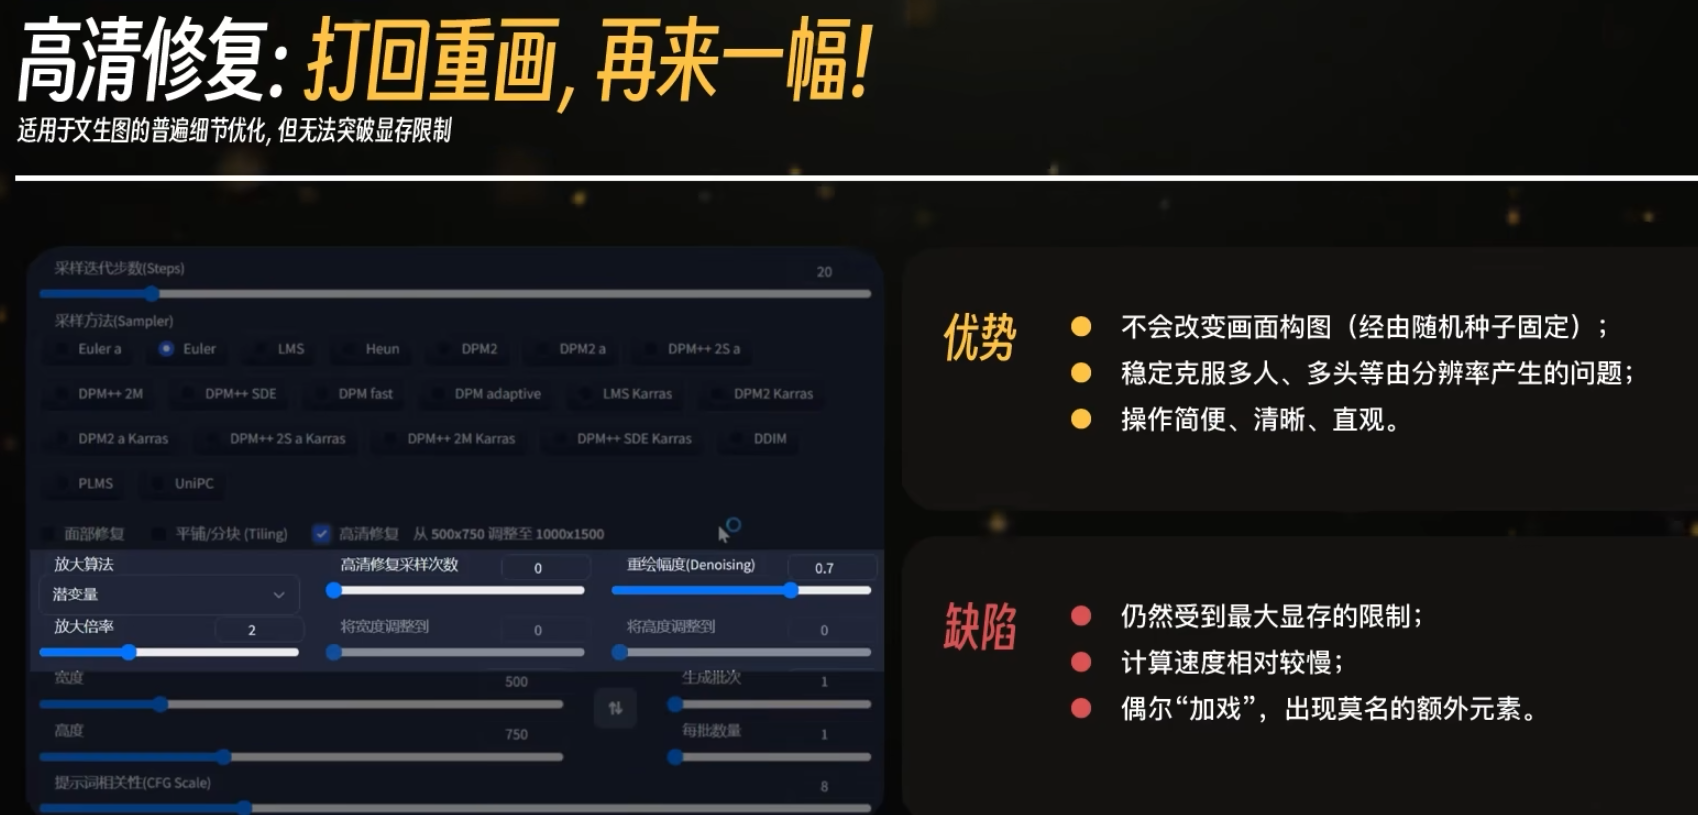 高清修复: 打回重画, 再来一幅!
适用于文生图的普遍细节优化, 但无法突破显存限制
采样迭代步数(Steps) 20
采样方法(Sampler)
Euler a Euler LMS Heun DPM2 DPM2 a DPM++ 2S a
DPM++ 2M DPM++ SDE DPM fast DPM adaptive LMS Karras DPM2 Karras
DPM2 a Karras DPM++ 2S a Karras DPM++ 2M Karras DPM++ SDE Karras DDIM
PLMS UniPC
面部修复 平铺/分块 (Tiling) 高清修复 从 500x750 调整至 1000x1500
放大算法 高清修复采样次数 0 重绘幅度(Denoising) 0.7
潜变量
放大倍率 2 将宽度调整到 0 将高度调整到 0
宽度 500 生成批次 1
高度 750 每批数量 1
提示词相关性(CFG Scale) 8
优势
不会改变画面构图（经由随机种子固定）；
稳定克服多人、多头等由分辨率产生的问题；
操作简便、清晰、直观。
缺陷
仍然受到最大显存的限制；
计算速度相对较慢；
偶尔“加戏”，出现莫名的额外元素。